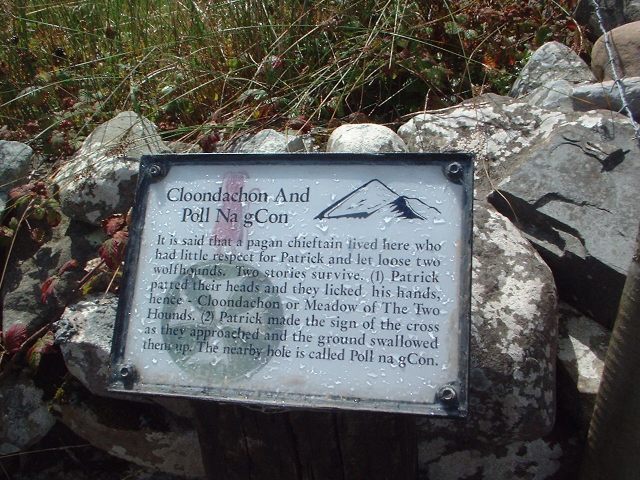 Cloondachon And
Poll Na gCon
It is said that a pagan chieftain lived here who
had little respect for Patrick and let loose two
wolfhounds. Two stories survive. (1) Patrick
patted their heads and they licked his hands,
hence - Cloondachon or Meadow of The Two
Hounds. (2) Patrick made the sign of the cross
as they approached and the ground swallowed
them up. The nearby hole is called Poll na gCon.